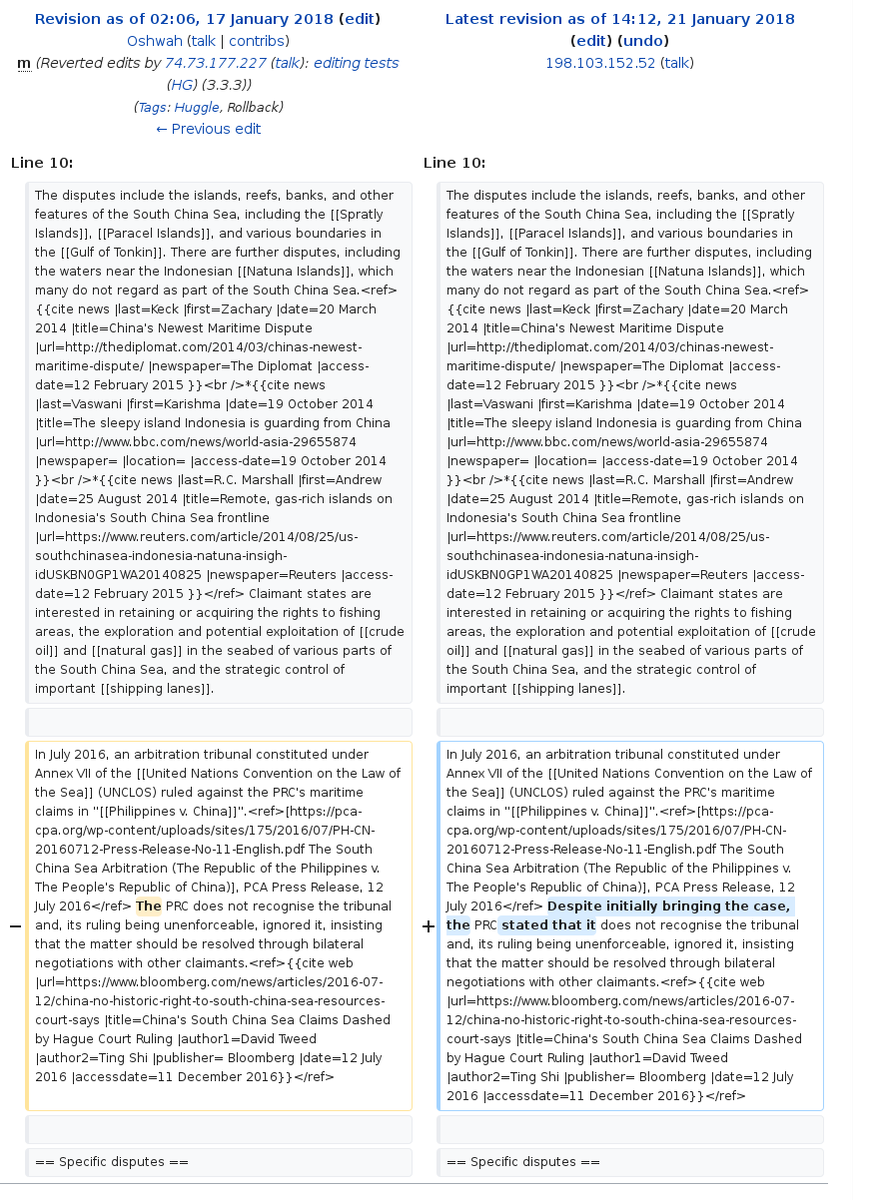 Revision as of 02:06, 17 January 2018 (edit)
Oshwah (talk | contribs)
m (Reverted edits by 74.73.177.227 (talk): editing tests
(HG) (3.3.3))
(Tags: Huggle, Rollback)
← Previous edit
Latest revision as of 14:12, 21 January 2018
(edit) (undo)
198.103.152.52 (talk)
Line 10:
Line 10:
The disputes include the islands, reefs, banks, and other
features of the South China Sea, including the [[Spratly
Islands]], [[Paracel Islands]], and various boundaries in
the [[Gulf of Tonkin]]. There are further disputes, including
the waters near the Indonesian [[Natuna Islands]], which
many do not regard as part of the South China Sea.<ref>
{{cite news |last=Keck |first=Zachary |date=20 March
2014 |title=China's Newest Maritime Dispute
|url=http://thediplomat.com/2014/03/chinas-newest-
maritime-dispute/ |newspaper=The Diplomat |access-
date=12 February 2015 }}<br />*{{cite news
|last=Vaswani |first=Karishma |date=19 October 2014
|title=The sleepy island Indonesia is guarding from China
|url=http://www.bbc.com/news/world-asia-29655874
|newspaper= |location= |access-date=19 October 2014
}}<br />*{{cite news |last=R.C. Marshall |first=Andrew
|date=25 August 2014 |title=Remote, gas-rich islands on
Indonesia's South China Sea frontline
|url=https://www.reuters.com/article/2014/08/25/us-
southchinasea-indonesia-natuna-insigh-
idUSKBN0GP1WA20140825 |newspaper=Reuters |access-
date=12 February 2015 }}</ref> Claimant states are
interested in retaining or acquiring the rights to fishing
areas, the exploration and potential exploitation of [[crude
oil]] and [[natural gas]] in the seabed of various parts of
the South China Sea, and the strategic control of
important [[shipping lanes]].
The disputes include the islands, reefs, banks, and other
features of the South China Sea, including the [[Spratly
Islands]], [[Paracel Islands]], and various boundaries in
the [[Gulf of Tonkin]]. There are further disputes, including
the waters near the Indonesian [[Natuna Islands]], which
many do not regard as part of the South China Sea.<ref>
{{cite news |last=Keck |first=Zachary |date=20 March
2014 |title=China's Newest Maritime Dispute
|url=http://thediplomat.com/2014/03/chinas-newest-
maritime-dispute/ |newspaper=The Diplomat |access-
date=12 February 2015 }}<br />*{{cite news
|last=Vaswani |first=Karishma |date=19 October 2014
|title=The sleepy island Indonesia is guarding from China
|url=http://www.bbc.com/news/world-asia-29655874
|newspaper= |location= |access-date=19 October 2014
}}<br />*{{cite news |last=R.C. Marshall |first=Andrew
|date=25 August 2014 |title=Remote, gas-rich islands on
Indonesia's South China Sea frontline
|url=https://www.reuters.com/article/2014/08/25/us-
southchinasea-indonesia-natuna-insigh-
idUSKBN0GP1WA20140825 |newspaper=Reuters |access-
date=12 February 2015 }}</ref> Claimant states are
interested in retaining or acquiring the rights to fishing
areas, the exploration and potential exploitation of [[crude
oil]] and [[natural gas]] in the seabed of various parts of
the South China Sea, and the strategic control of
important [[shipping lanes]].
−
In July 2016, an arbitration tribunal constituted under
Annex VII of the [[United Nations Convention on the Law of
the Sea]] (UNCLOS) ruled against the PRC's maritime
claims in ''[[Philippines v. China]]''.<ref>[https://pca-
cpa.org/wp-content/uploads/sites/175/2016/07/PH-CN-
20160712-Press-Release-No-11-English.pdf The South
China Sea Arbitration (The Republic of the Philippines v.
The People's Republic of China)], PCA Press Release, 12
July 2016</ref> The PRC does not recognise the tribunal
and, its ruling being unenforceable, ignored it, insisting
that the matter should be resolved through bilateral
negotiations with other claimants.<ref>{{cite web
|url=https://www.bloomberg.com/news/articles/2016-07-
12/china-no-historic-right-to-south-china-sea-resources-
court-says |title=China's South China Sea Claims Dashed
by Hague Court Ruling |author1=David Tweed
|author2=Ting Shi |publisher= Bloomberg |date=12 July
2016 |accessdate=11 December 2016}}</ref>
+
In July 2016, an arbitration tribunal constituted under
Annex VII of the [[United Nations Convention on the Law of
the Sea]] (UNCLOS) ruled against the PRC's maritime
claims in ''[[Philippines v. China]]''.<ref>[https://pca-
cpa.org/wp-content/uploads/sites/175/2016/07/PH-CN-
20160712-Press-Release-No-11-English.pdf The South
China Sea Arbitration (The Republic of the Philippines v.
The People's Republic of China)], PCA Press Release, 12
July 2016</ref> Despite initially bringing the case,
the PRC stated that it does not recognise the tribunal
and, its ruling being unenforceable, ignored it, insisting
that the matter should be resolved through bilateral
negotiations with other claimants.<ref>{{cite web
|url=https://www.bloomberg.com/news/articles/2016-07-
12/china-no-historic-right-to-south-china-sea-resources-
court-says |title=China's South China Sea Claims Dashed
by Hague Court Ruling |author1=David Tweed
|author2=Ting Shi |publisher= Bloomberg |date=12 July
2016 |accessdate=11 December 2016}}</ref>
== Specific disputes ==
== Specific disputes ==